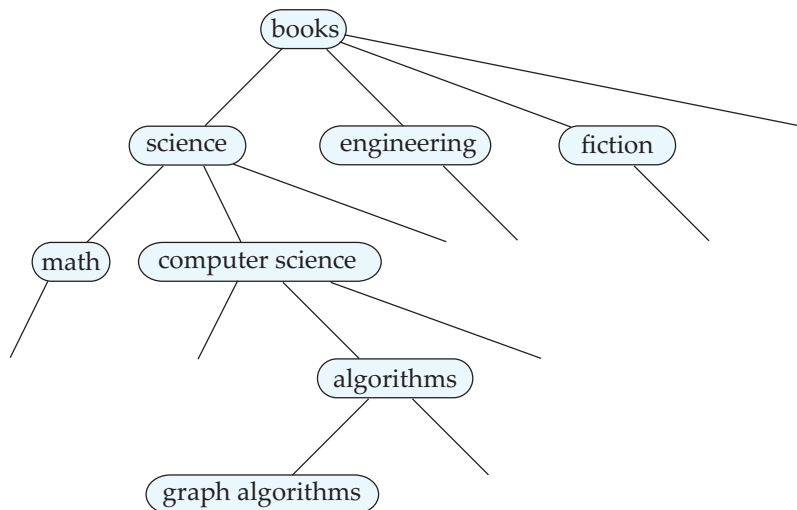 books
science
engineering
fiction
math
computer science
algorithms
graph algorithms